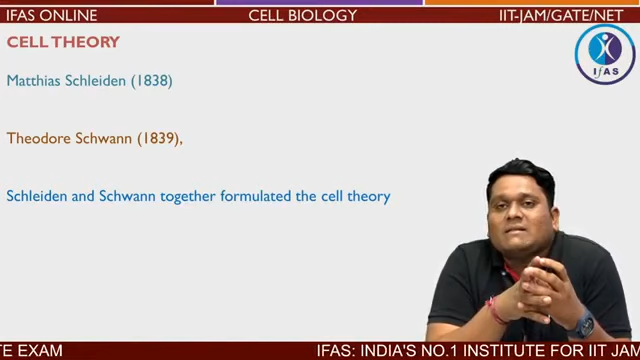 IFAS ONLINE CELL BIOLOGY IIT-JAM/GATE/NET
CELL THEORY
IFAS
Matthias Schleiden (1838)
Theodore Schwann (1839),
Schleiden and Schwann together formulated the cell theory
TE EXAM IFAS: INDIA'S NO.1 INSTITUTE FOR IIT JAM